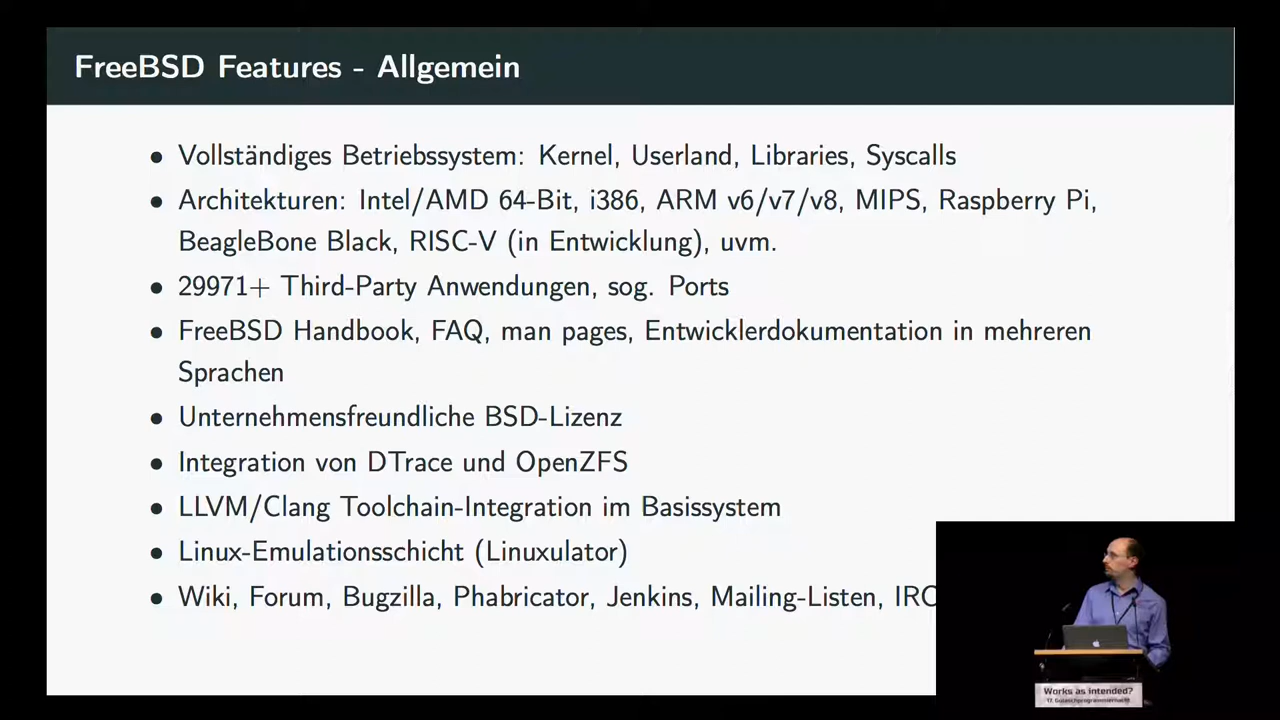 FreeBSD Features - Allgemein
• Vollständiges Betriebssystem: Kernel, Userland, Libraries, Syscalls
• Architekturen: Intel/AMD 64-Bit, i386, ARM v6/v7/v8, MIPS, Raspberry Pi,
BeagleBone Black, RISC-V (in Entwicklung), uvm.
• 29971+ Third-Party Anwendungen, sog. Ports
• FreeBSD Handbook, FAQ, man pages, Entwicklerdokumentation in mehreren
Sprachen
• Unternehmensfreundliche BSD-Lizenz
• Integration von DTrace und OpenZFS
• LLVM/Clang Toolchain-Integration im Basissystem
• Linux-Emulationsschicht (Linuxulator)
• Wiki, Forum, Bugzilla, Phabricator, Jenkins, Mailing-Listen, IRC
Works as intended?
17. Gulaschprogrammiernacht